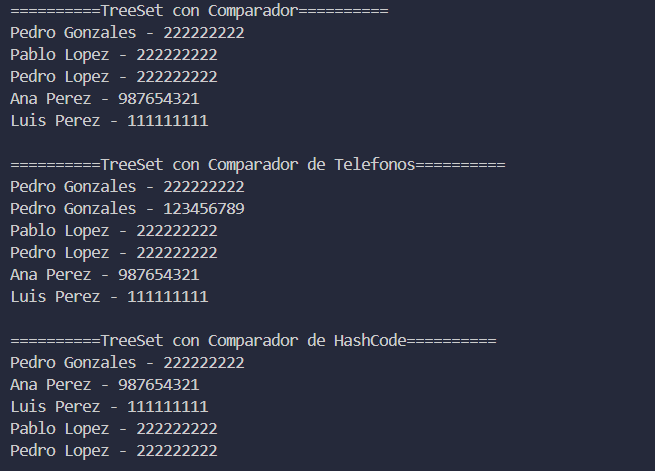 ==========TreeSet con Comparador==========
Pedro Gonzales - 222222222
Pablo Lopez - 222222222
Pedro Lopez - 222222222
Ana Perez - 987654321
Luis Perez - 111111111
==========TreeSet con Comparador de Telefonos==========
Pedro Gonzales - 222222222
Pedro Gonzales - 123456789
Pablo Lopez - 222222222
Pedro Lopez - 222222222
Ana Perez - 987654321
Luis Perez - 111111111
==========TreeSet con Comparador de HashCode==========
Pedro Gonzales - 222222222
Ana Perez - 987654321
Luis Perez - 111111111
Pablo Lopez - 222222222
Pedro Lopez - 222222222